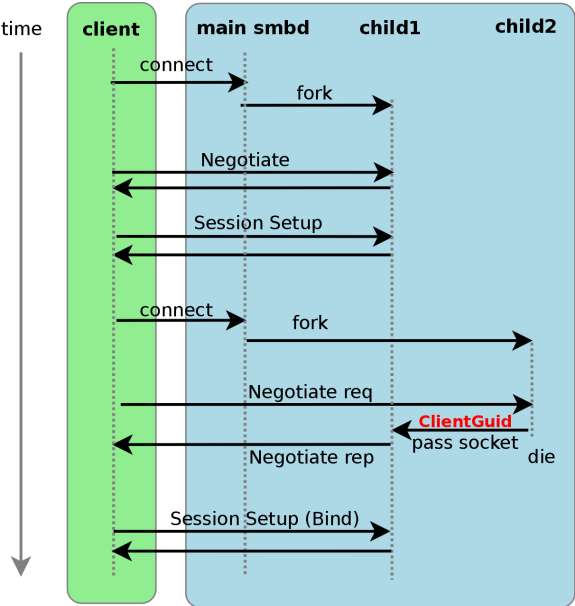 time
client
main smbd
child1
child2
connect
fork
Negotiate
Session Setup
connect
fork
Negotiate req
ClientGuid
pass socket
Negotiate rep
die
Session Setup (Bind)